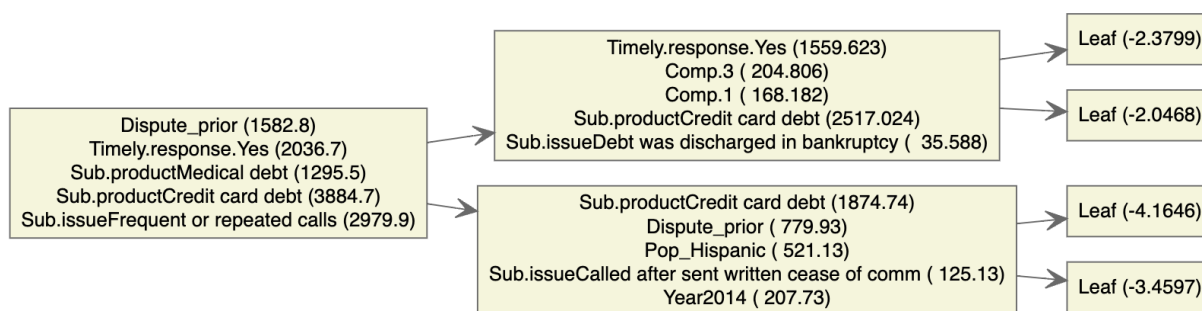 Dispute_prior (1582.8)
Timely.response.Yes (2036.7)
Sub.productMedical debt (1295.5)
Sub.productCredit card debt (3884.7)
Sub.issueFrequent or repeated calls (2979.9)
Timely.response.Yes (1559.623)
Comp.3 ( 204.806)
Comp.1 ( 168.182)
Sub.productCredit card debt (2517.024)
Sub.issueDebt was discharged in bankruptcy (  35.588)
Sub.productCredit card debt (1874.74)
Dispute_prior ( 779.93)
Pop_Hispanic ( 521.13)
Sub.issueCalled after sent written cease of comm ( 125.13)
Year2014 ( 207.73)
Leaf (-2.3799)
Leaf (-2.0468)
Leaf (-4.1646)
Leaf (-3.4597)